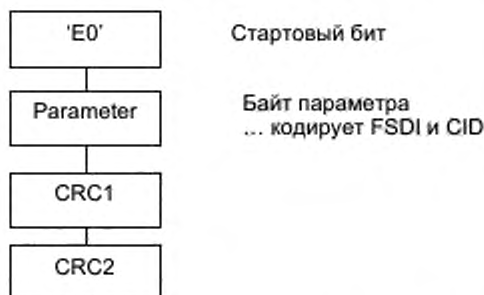 'E0' Стартовый бит
Parameter Байт параметра
... кодирует FSDI и CID
CRC1
CRC2